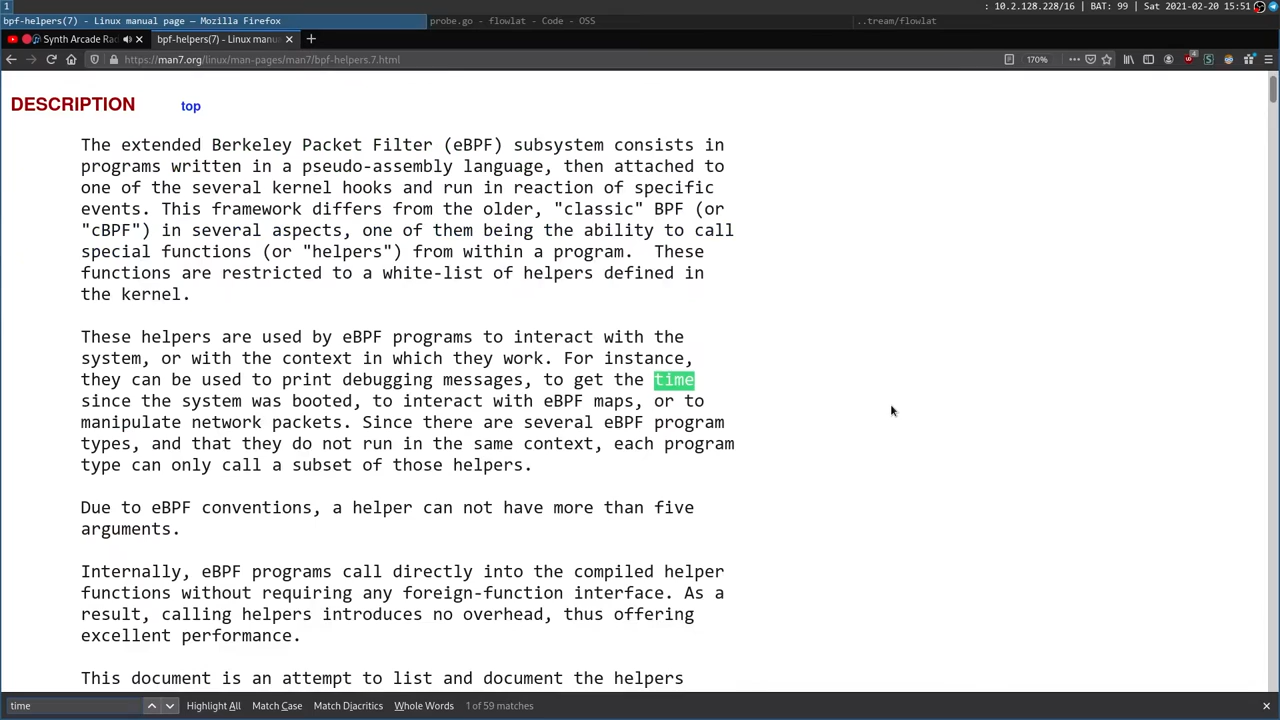 1
: 10.2.128.228/16 | BAT: 99 | Sat 2021-02-20 15:51
bpf-helpers(7) - Linux manual page — Mozilla Firefox
probe.go - flowlat - Code - OSS
..tream/flowlat
Synth Arcade Ra
bpf-helpers(7) - Linux manu
https://man7.org/linux/man-pages/man7/bpf-helpers.7.html
170%
4
DESCRIPTION top
The extended Berkeley Packet Filter (eBPF) subsystem consists in
programs written in a pseudo-assembly language, then attached to
one of the several kernel hooks and run in reaction of specific
events. This framework differs from the older, "classic" BPF (or
"cBPF") in several aspects, one of them being the ability to call
special functions (or "helpers") from within a program.  These
functions are restricted to a white-list of helpers defined in
the kernel.
These helpers are used by eBPF programs to interact with the
system, or with the context in which they work. For instance,
they can be used to print debugging messages, to get the time
since the system was booted, to interact with eBPF maps, or to
manipulate network packets. Since there are several eBPF program
types, and that they do not run in the same context, each program
type can only call a subset of those helpers.
Due to eBPF conventions, a helper can not have more than five
arguments.
Internally, eBPF programs call directly into the compiled helper
functions without requiring any foreign-function interface. As a
result, calling helpers introduces no overhead, thus offering
excellent performance.
This document is an attempt to list and document the helpers
time
Highlight All Match Case Match Diacritics Whole Words 1 of 59 matches